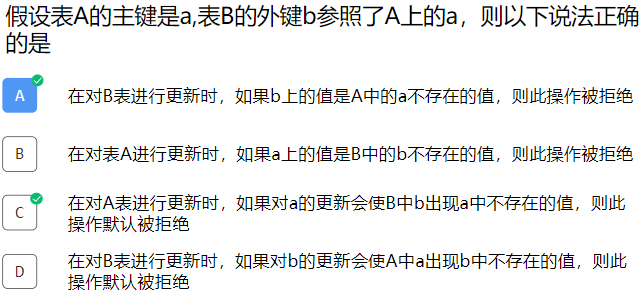 假设表A的主键是a,表B的外键b参照了A上的a，则以下说法正确
的是
A 在对B表进行更新时，如果b上的值是A中的a不存在的值，则此操作被拒绝
B 在对表A进行更新时，如果a上的值是B中的b不存在的值，则此操作被拒绝
C 在对A表进行更新时，如果对a的更新会使B中b出现a中不存在的值，则此
操作默认被拒绝
D 在对B表进行更新时，如果对b的更新会使A中a出现b中不存在的值，则此
操作默认被拒绝